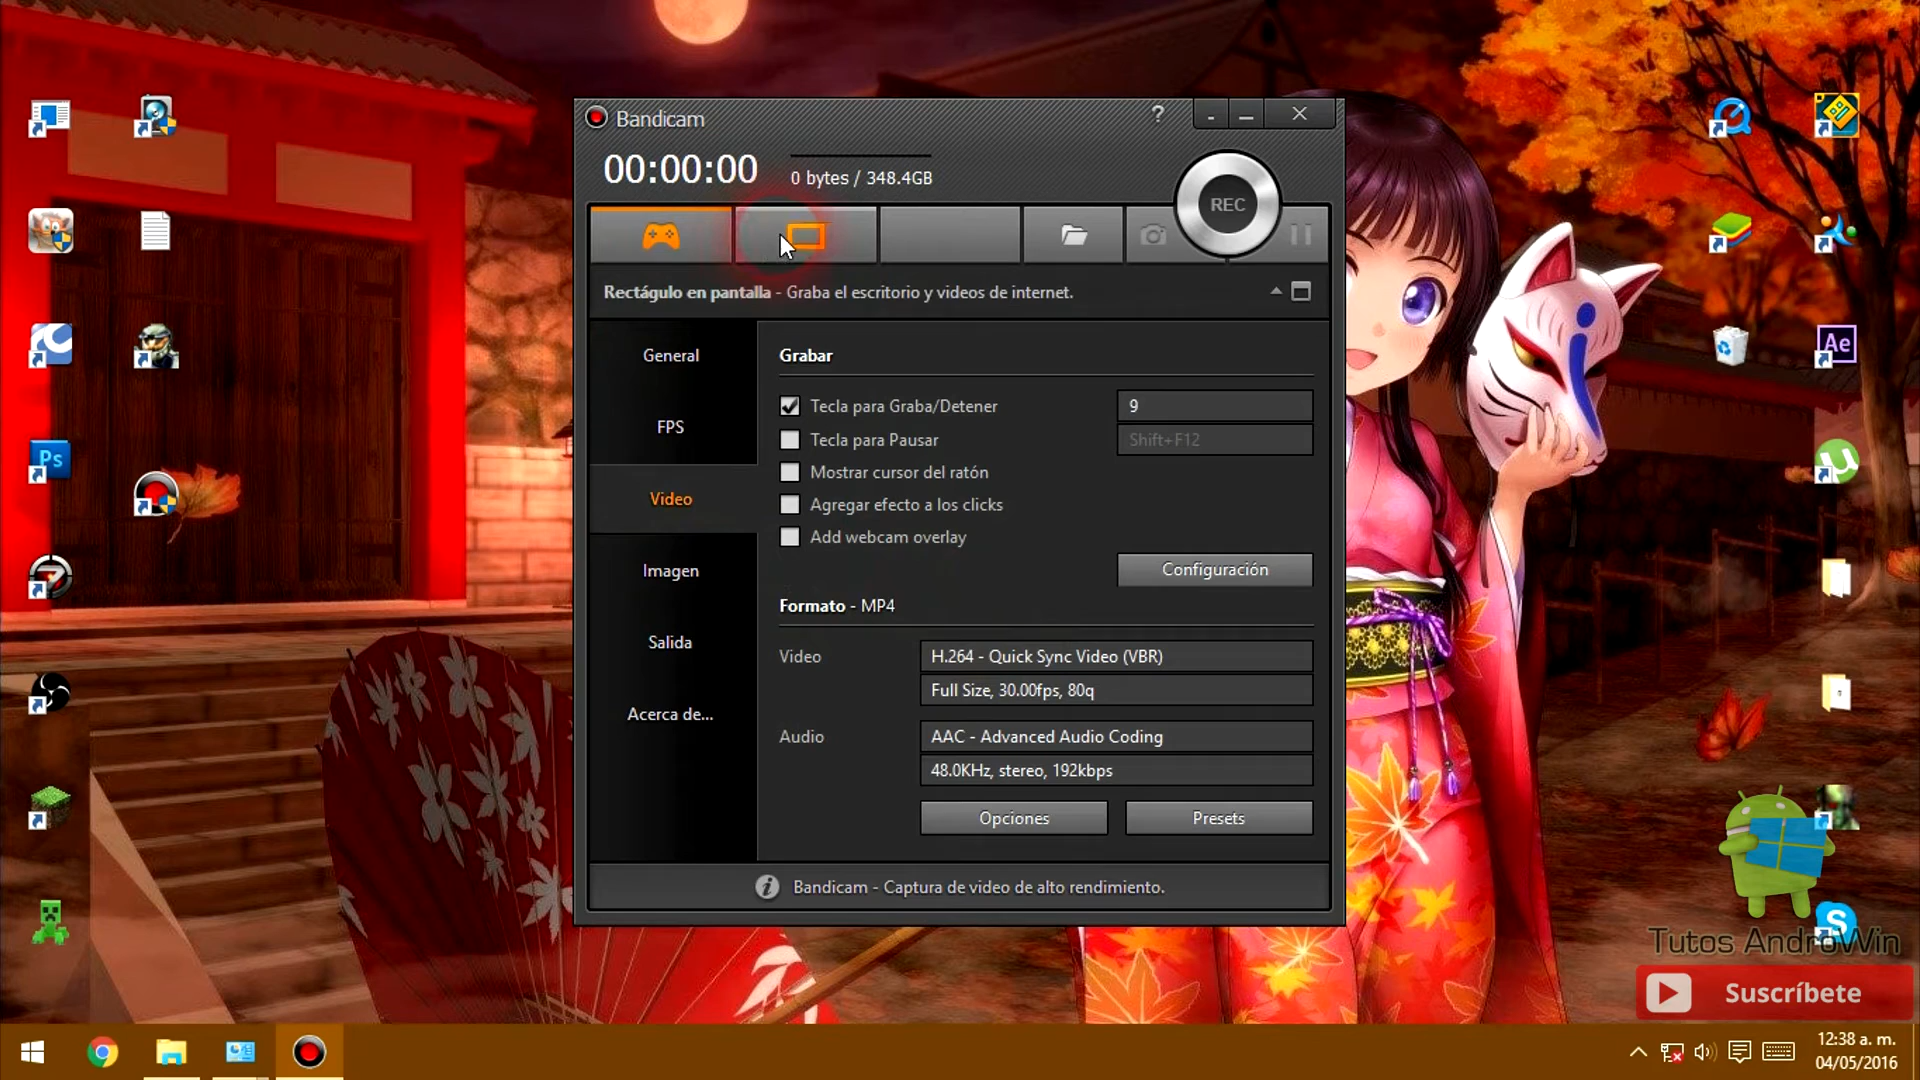 Bandicam
?
00:00:00
0 bytes / 348.4GB
REC
Rectágulo en pantalla - Graba el escritorio y videos de internet.
General
FPS
Video
Imagen
Salida
Acerca de...
Grabar
Tecla para Graba/Detener
9
Tecla para Pausar
Shift+F12
Mostrar cursor del ratón
Agregar efecto a los clicks
Add webcam overlay
Configuración
Formato - MP4
Video
H.264 - Quick Sync Video (VBR)
Full Size, 30.00fps, 80q
Audio
AAC - Advanced Audio Coding
48.0KHz, stereo, 192kbps
Opciones
Presets
Bandicam - Captura de video de alto rendimiento.
Ps
Ae
Tutos AndroWin
Suscríbete
12:38 a. m.
04/05/2016